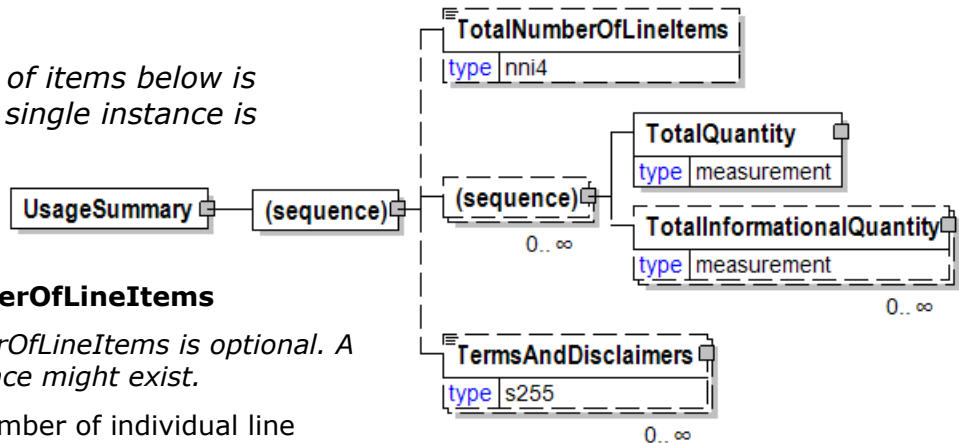 TotalNumberOfLineItems
type nni4
of items below is
single instance is
TotalQuantity
type measurement
UsageSummary
(sequence)
(sequence)
0.. ∞
TotalInformationalQuantity
type measurement
0.. ∞
erOfLineItems
rOfLineItems is optional. A
nce might exist.
TermsAndDisclaimers
type s255
mber of individual line
0.. ∞